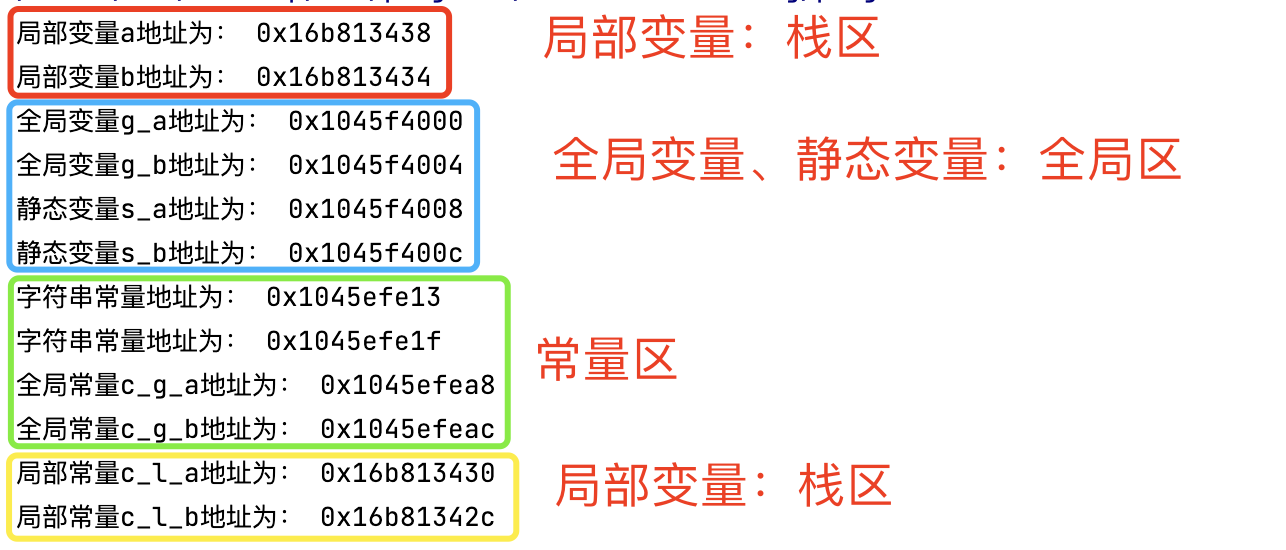 局部变量a地址为： 0x16b813438
局部变量：栈区
局部变量b地址为： 0x16b813434
全局变量g_a地址为： 0x1045f4000
全局变量g_b地址为： 0x1045f4004
全局变量、静态变量：全局区
静态变量s_a地址为： 0x1045f4008
静态变量s_b地址为： 0x1045f400c
字符串常量地址为： 0x1045efe13
字符串常量地址为： 0x1045efe1f
常量区
全局常量c_g_a地址为： 0x1045efea8
全局常量c_g_b地址为： 0x1045efeac
局部常量c_l_a地址为： 0x16b813430
局部变量：栈区
局部常量c_l_b地址为： 0x16b81342c